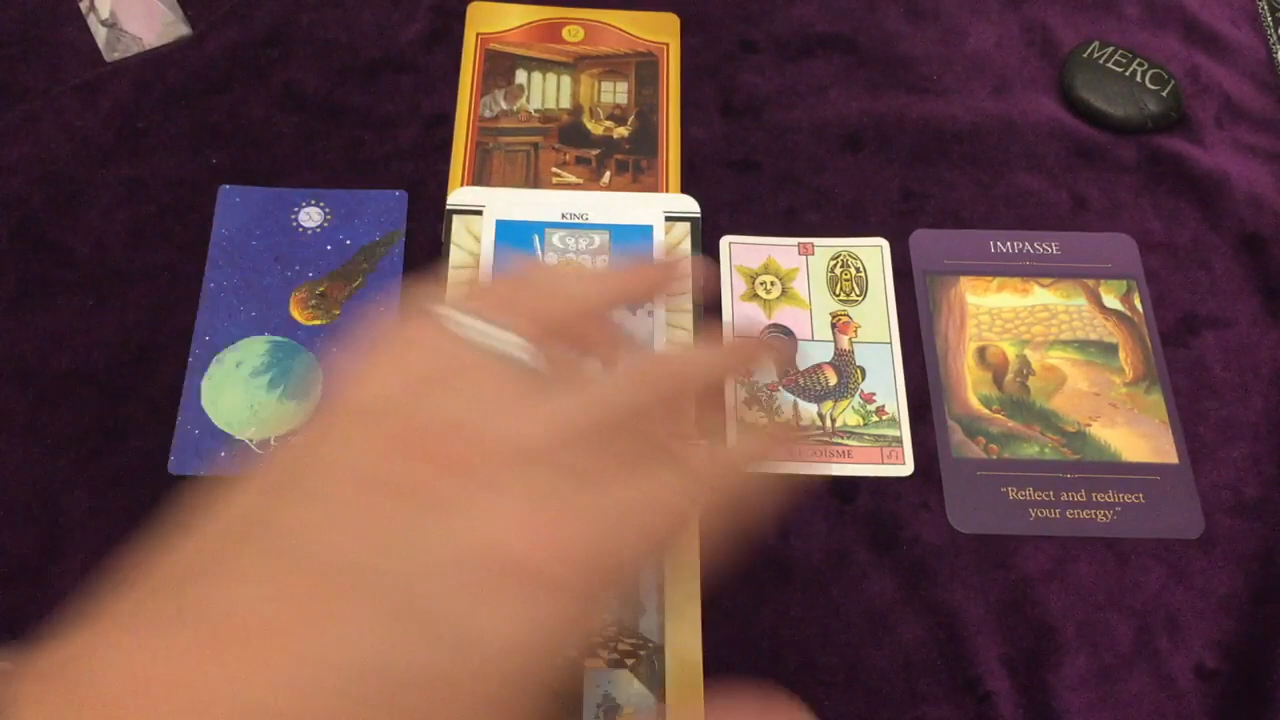 12
MERCI
KING
5
IMPASSE
"Reflect and redirect
your energy."